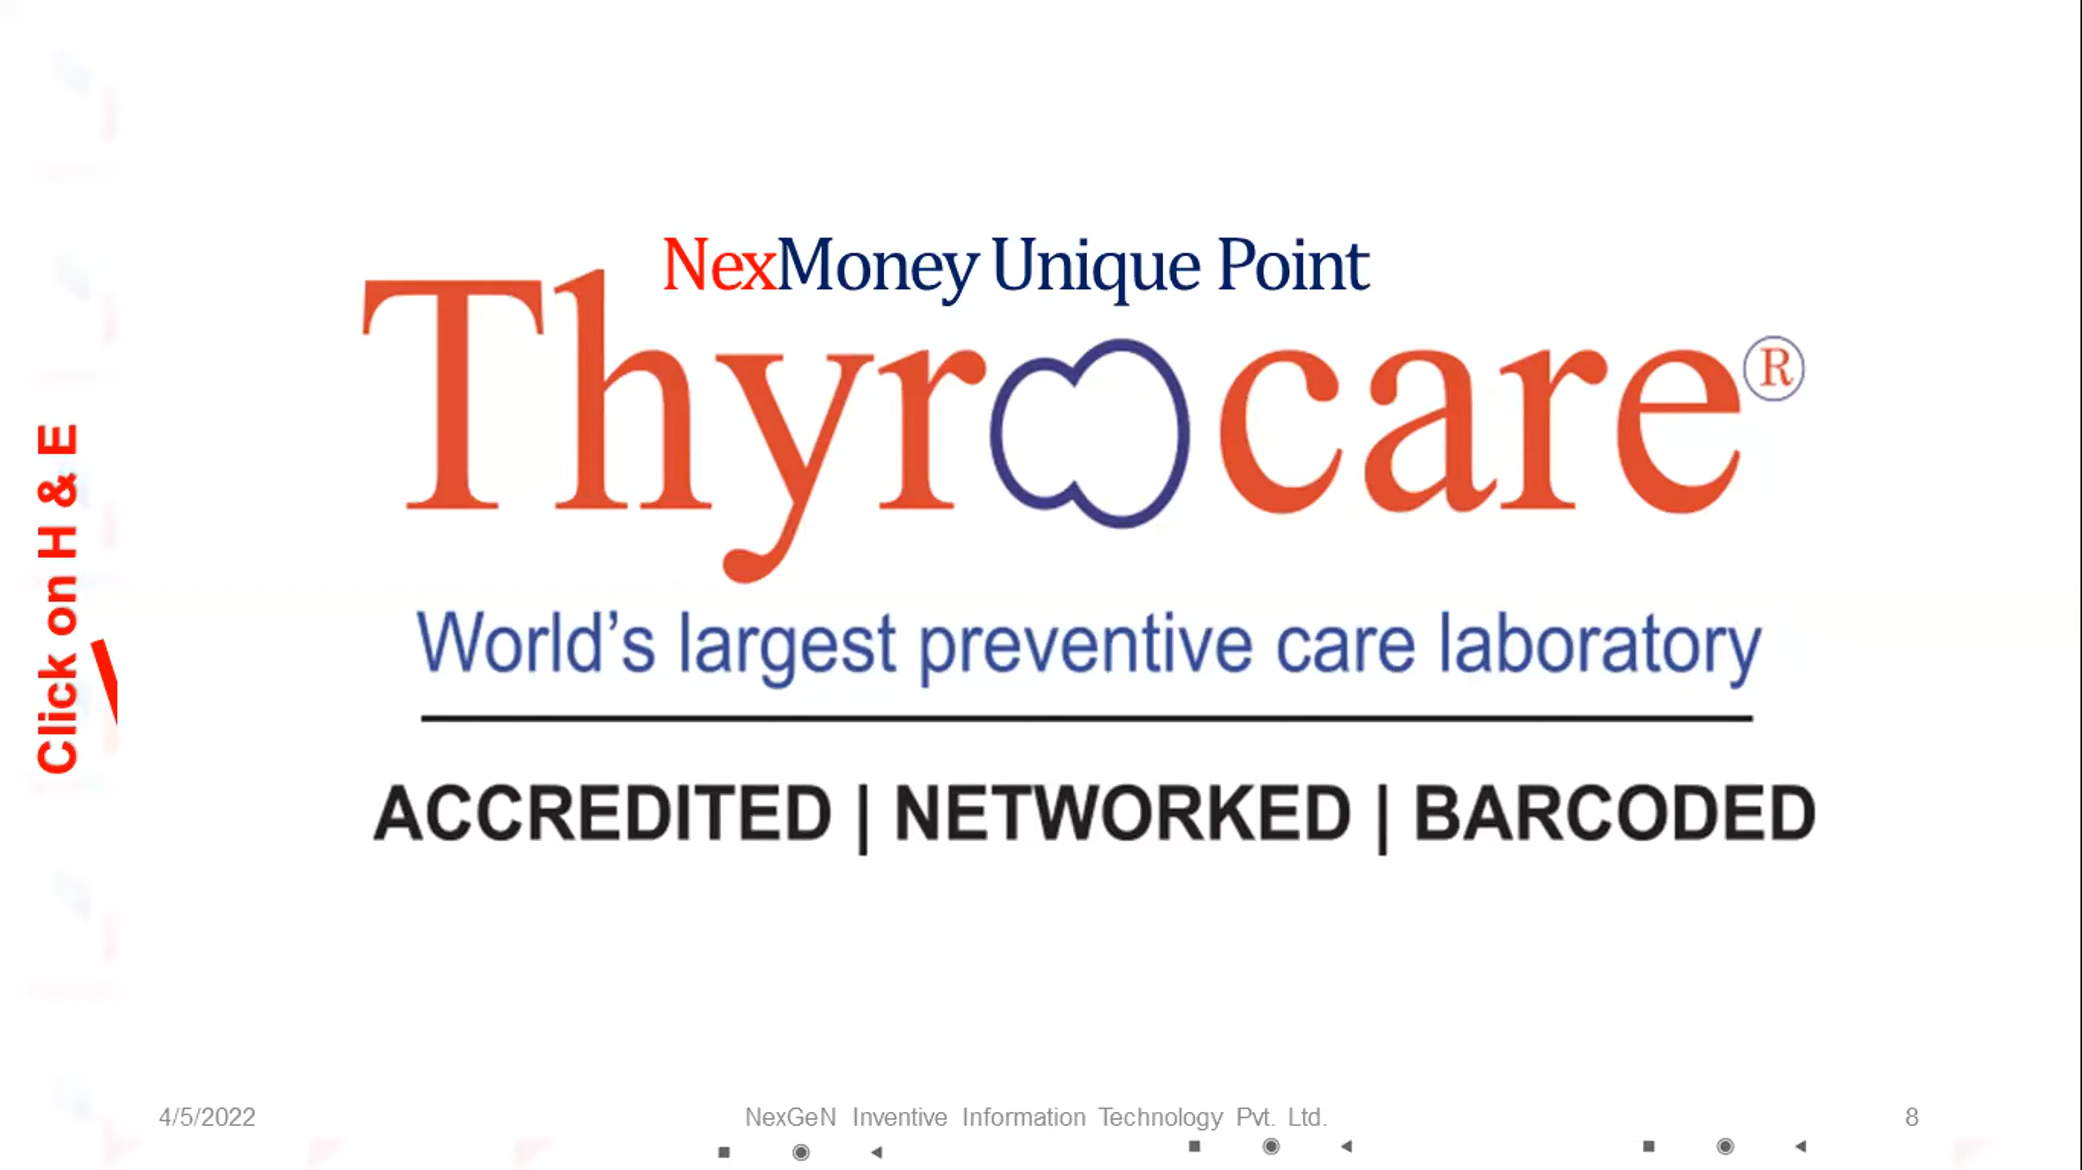 NexMoney Unique Point
Thyrocare®
World's largest preventive care laboratory
ACCREDITED | NETWORKED | BARCODED
Click on H & E
4/5/2022
NexGeN Inventive Information Technology Pvt. Ltd.
8